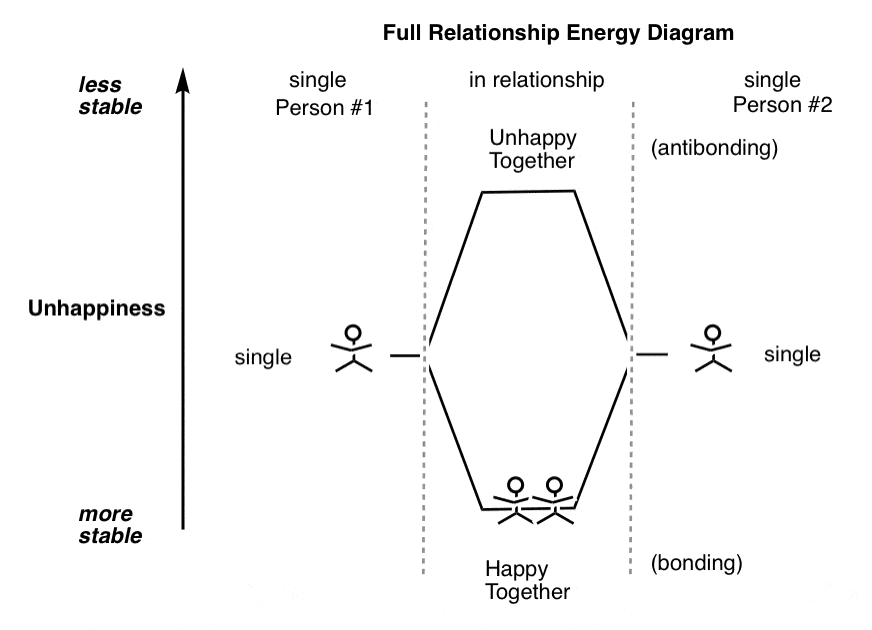 Full Relationship Energy Diagram
less
stable
single
Person #1
in relationship
single
Person #2
Unhappy
Together
(antibonding)
Unhappiness
single
single
more
stable
Happy
Together
(bonding)